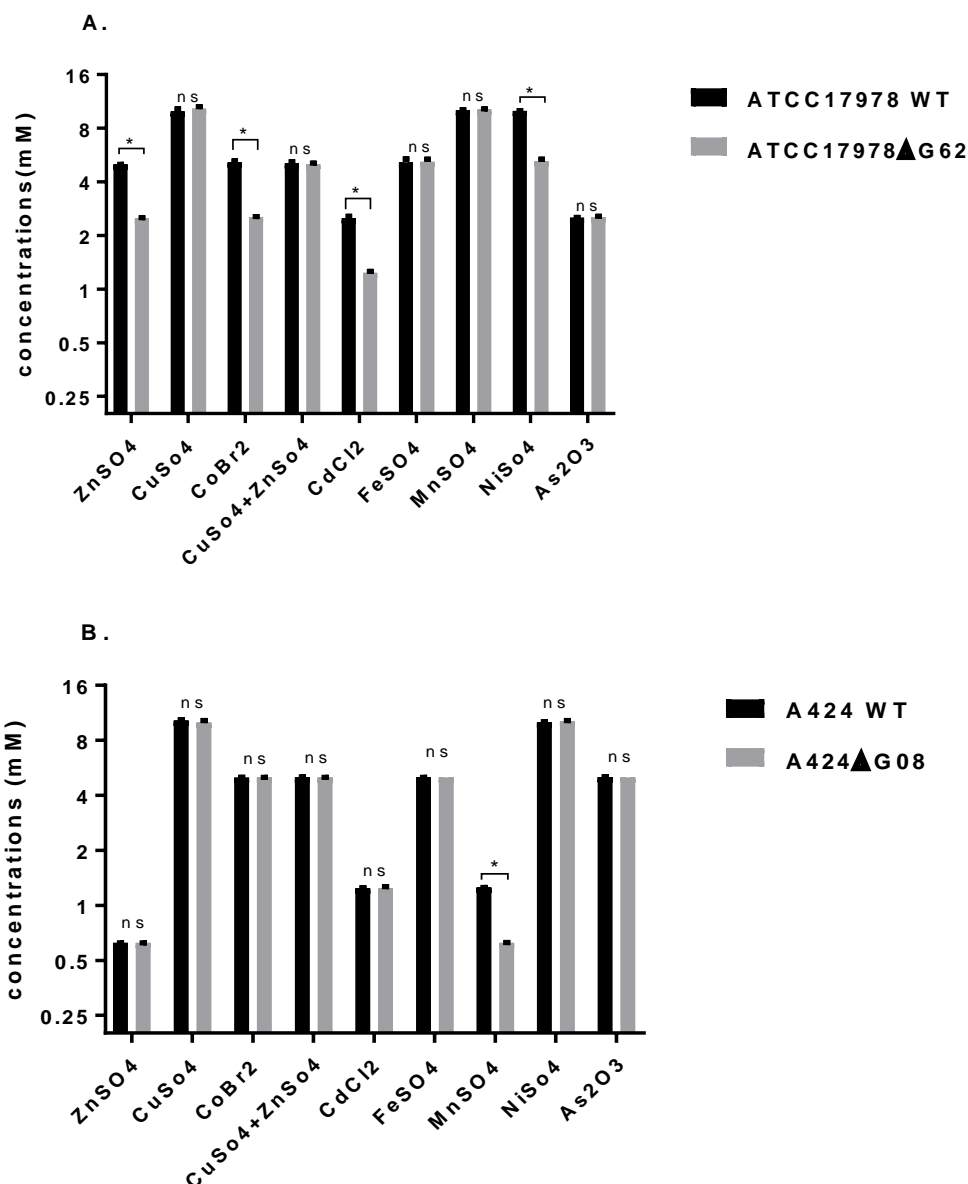 A.
concentrations(mM)
16
8
4
2
1
0.5
0.25
*
ns
*
ns
*
ns
ns
*
ns
ZnSO4
CuSo4
CoBr2
CuSo4+ZnSo4
CdCl2
FeSO4
MnSO4
NiSo4
As2O3
ATCC17978 WT
ATCC17978▲G62
B.
concentrations (mM)
16
8
4
2
1
0.5
0.25
ns
ns
ns
ns
ns
ns
*
ns
ns
ZnSO4
CuSo4
CoBr2
CuSo4+ZnSo4
CdCl2
FeSO4
MnSO4
NiSo4
As2O3
A424 WT
A424▲G08